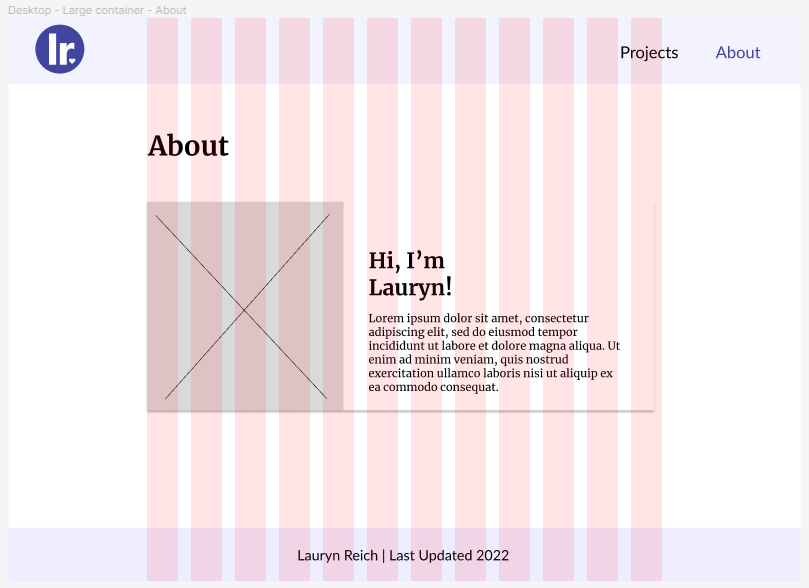 Desktop - Large container - About
lr.
Projects
About
About
Hi, I’m
Lauryn!
Lorem ipsum dolor sit amet, consectetur
adipiscing elit, sed do eiusmod tempor
incididunt ut labore et dolore magna aliqua. Ut
enim ad minim veniam, quis nostrud
exercitation ullamco laboris nisi ut aliquip ex
ea commodo consequat.
Lauryn Reich | Last Updated 2022